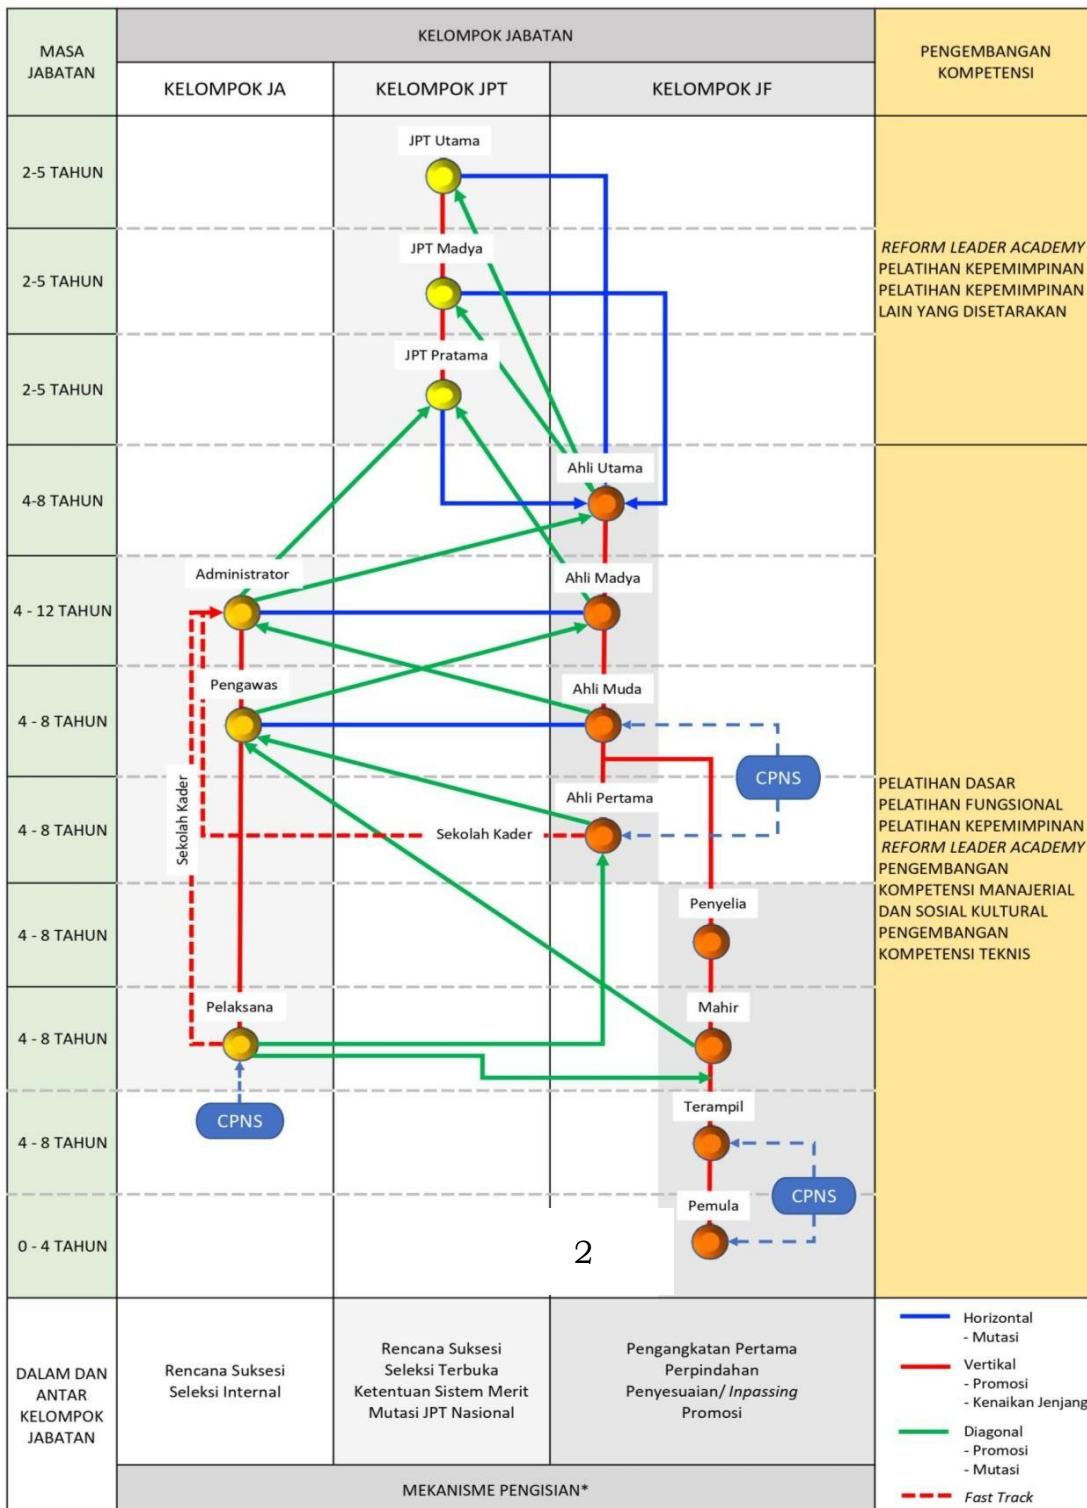 MASA
JABATAN
KELOMPOK JABATAN
PENGEMBANGAN
KOMPETENSI
KELOMPOK JA
KELOMPOK JPT
KELOMPOK JF
2-5 TAHUN
JPT Utama
2-5 TAHUN
JPT Madya
REFORM LEADER ACADEMY
PELATIHAN KEPEMIMPINAN
PELATIHAN KEPEMIMPINAN
LAIN YANG DISETARAKAN
2-5 TAHUN
JPT Pratama
4-8 TAHUN
Ahli Utama
4 - 12 TAHUN
Administrator
Ahli Madya
4 - 8 TAHUN
Pengawas
Ahli Muda
CPNS
4 - 8 TAHUN
Sekolah Kader
Sekolah Kader
Ahli Pertama
PELATIHAN DASAR
PELATIHAN FUNGSIONAL
PELATIHAN KEPEMIMPINAN
REFORM LEADER ACADEMY
PENGEMBANGAN
KOMPETENSI MANAJERIAL
DAN SOSIAL KULTURAL
PENGEMBANGAN
KOMPETENSI TEKNIS
4 - 8 TAHUN
Penyelia
4 - 8 TAHUN
Pelaksana
Mahir
4 - 8 TAHUN
CPNS
Terampil
CPNS
0 - 4 TAHUN
Pemula
2
DALAM DAN
ANTAR
KELOMPOK
JABATAN
Rencana Suksesi
Seleksi Internal
Rencana Suksesi
Seleksi Terbuka
Ketentuan Sistem Merit
Mutasi JPT Nasional
Pengangkatan Pertama
Perpindahan
Penyesuaian/ Inpassing
Promosi
MEKANISME PENGISIAN*
Horizontal
- Mutasi
Vertikal
- Promosi
- Kenaikan Jenjang
Diagonal
- Promosi
- Mutasi
Fast Track